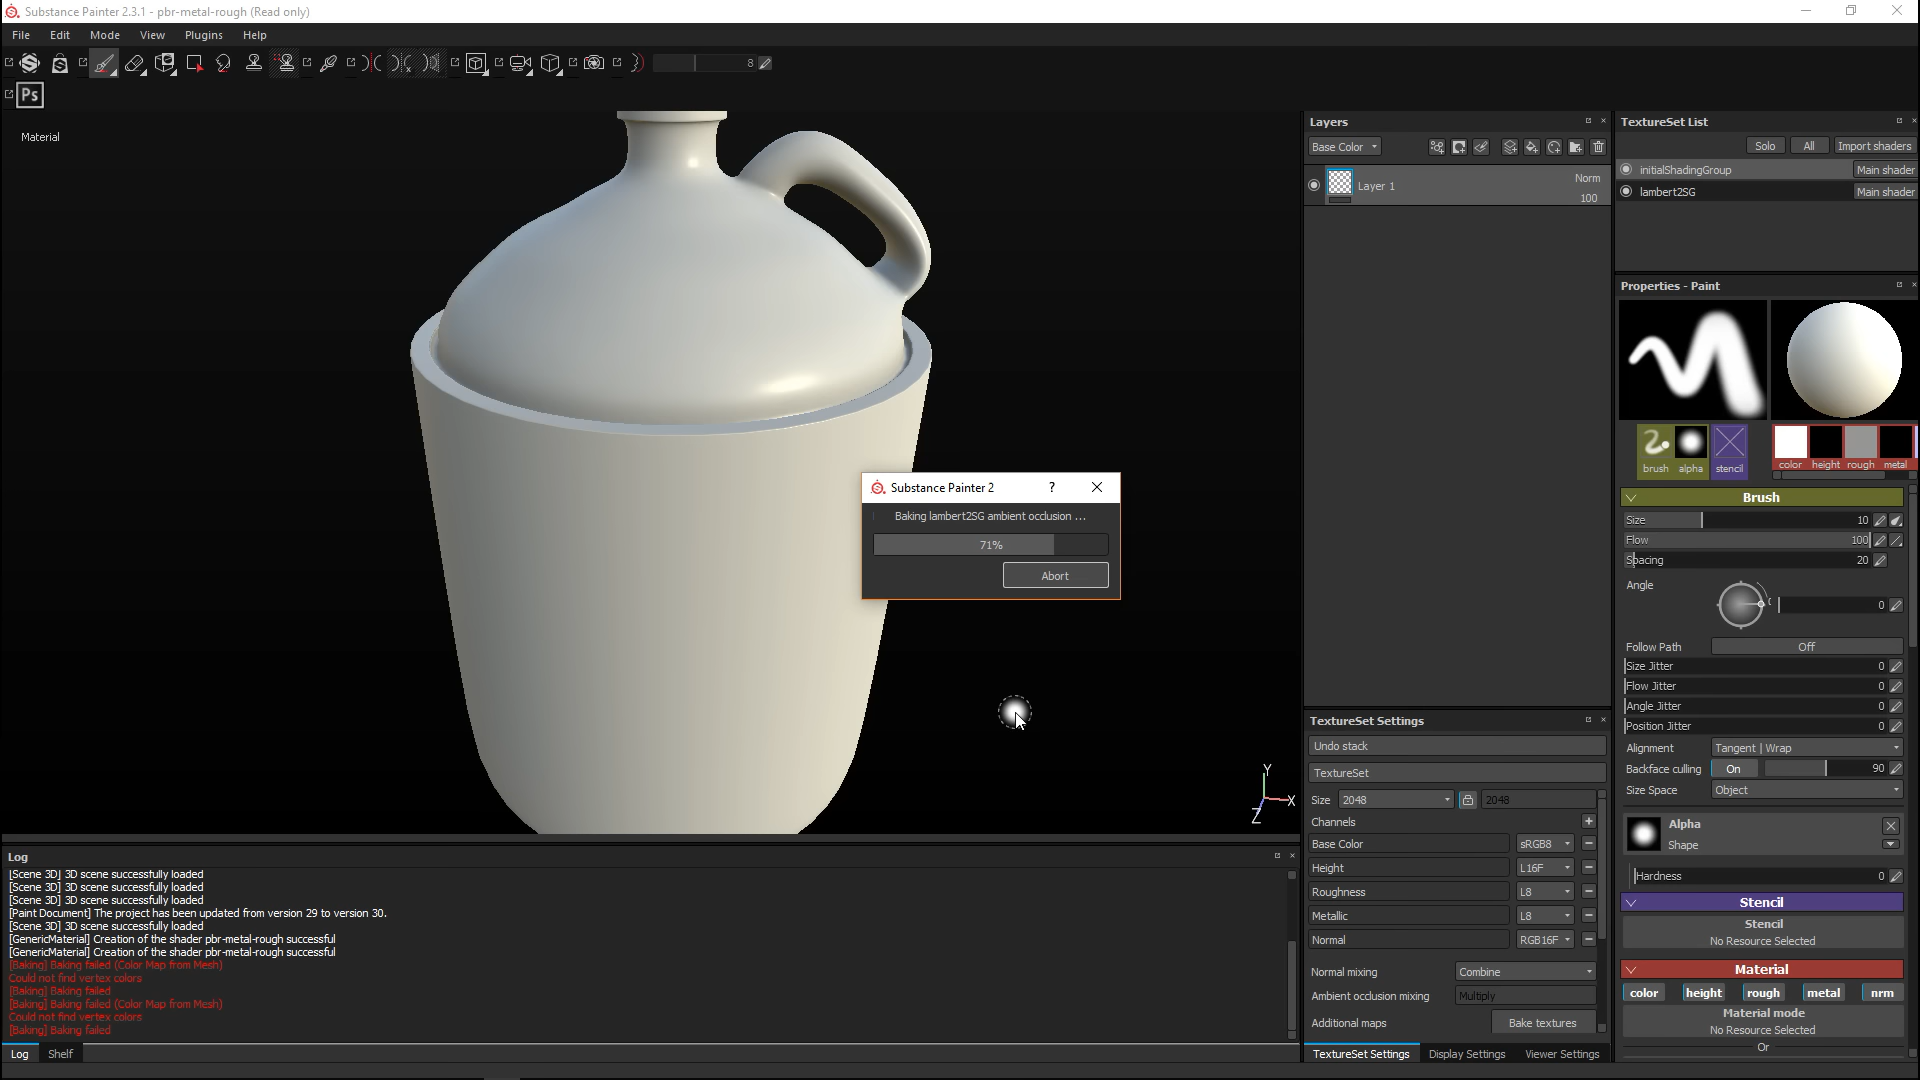 Substance Painter 2.3.1 - pbr-metal-rough (Read only)
File Edit Mode View Plugins Help
8
Ps
Material
Layers
Base Color
Layer 1
Norm
100
TextureSet List
Solo All Import shaders
initialShadingGroup Main shader
lambert2SG Main shader
Properties - Paint
brush alpha stencil color height rough metal
Brush
Size 10
Flow 100
Spacing 20
Angle
0
Follow Path Off
Size Jitter 0
Flow Jitter 0
Angle Jitter 0
Position Jitter 0
Alignment Tangent | Wrap
Backface culling On 90
Size Space Object
Alpha
Shape
Hardness 0
Stencil
Stencil
No Resource Selected
Material
color height rough metal nrm
Material mode
No Resource Selected
Or
Substance Painter 2 ?
Baking lambert2SG ambient occlusion ...
71%
Abort
Y
X
Z
TextureSet Settings
Undo stack
TextureSet
Size 2048 2048
Channels
Base Color sRGB8
Height L16F
Roughness L8
Metallic L8
Normal RGB16F
Normal mixing Combine
Ambient occlusion mixing Multiply
Additional maps Bake textures
TextureSet Settings Display Settings Viewer Settings
Log
[Scene 3D] 3D scene successfully loaded
[Scene 3D] 3D scene successfully loaded
[Scene 3D] 3D scene successfully loaded
[Paint Document] The project has been updated from version 29 to version 30.
[Scene 3D] 3D scene successfully loaded
[GenericMaterial] Creation of the shader pbr-metal-rough successful
[GenericMaterial] Creation of the shader pbr-metal-rough successful
[Baking] Baking failed (Color Map from Mesh)
Could not find vertex colors
[Baking] Baking failed
[Baking] Baking failed (Color Map from Mesh)
Could not find vertex colors
[Baking] Baking failed
Log Shelf